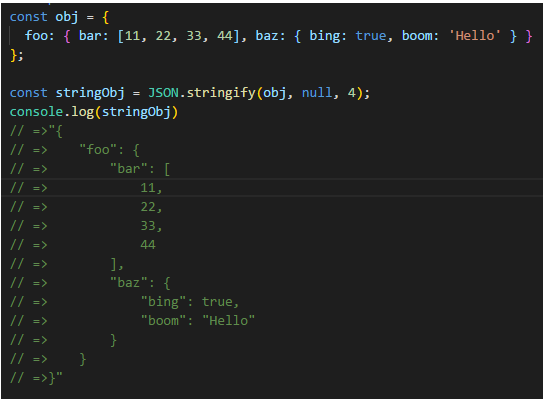 const obj = {
  foo: { bar: [11, 22, 33, 44], baz: { bing: true, boom: 'Hello' } }
};

const stringObj = JSON.stringify(obj, null, 4);
console.log(stringObj)
// =>"{
// =>    "foo": {
// =>        "bar": [
// =>            11,
// =>            22,
// =>            33,
// =>            44
// =>        ],
// =>        "baz": {
// =>            "bing": true,
// =>            "boom": "Hello"
// =>        }
// =>    }
// =>}"